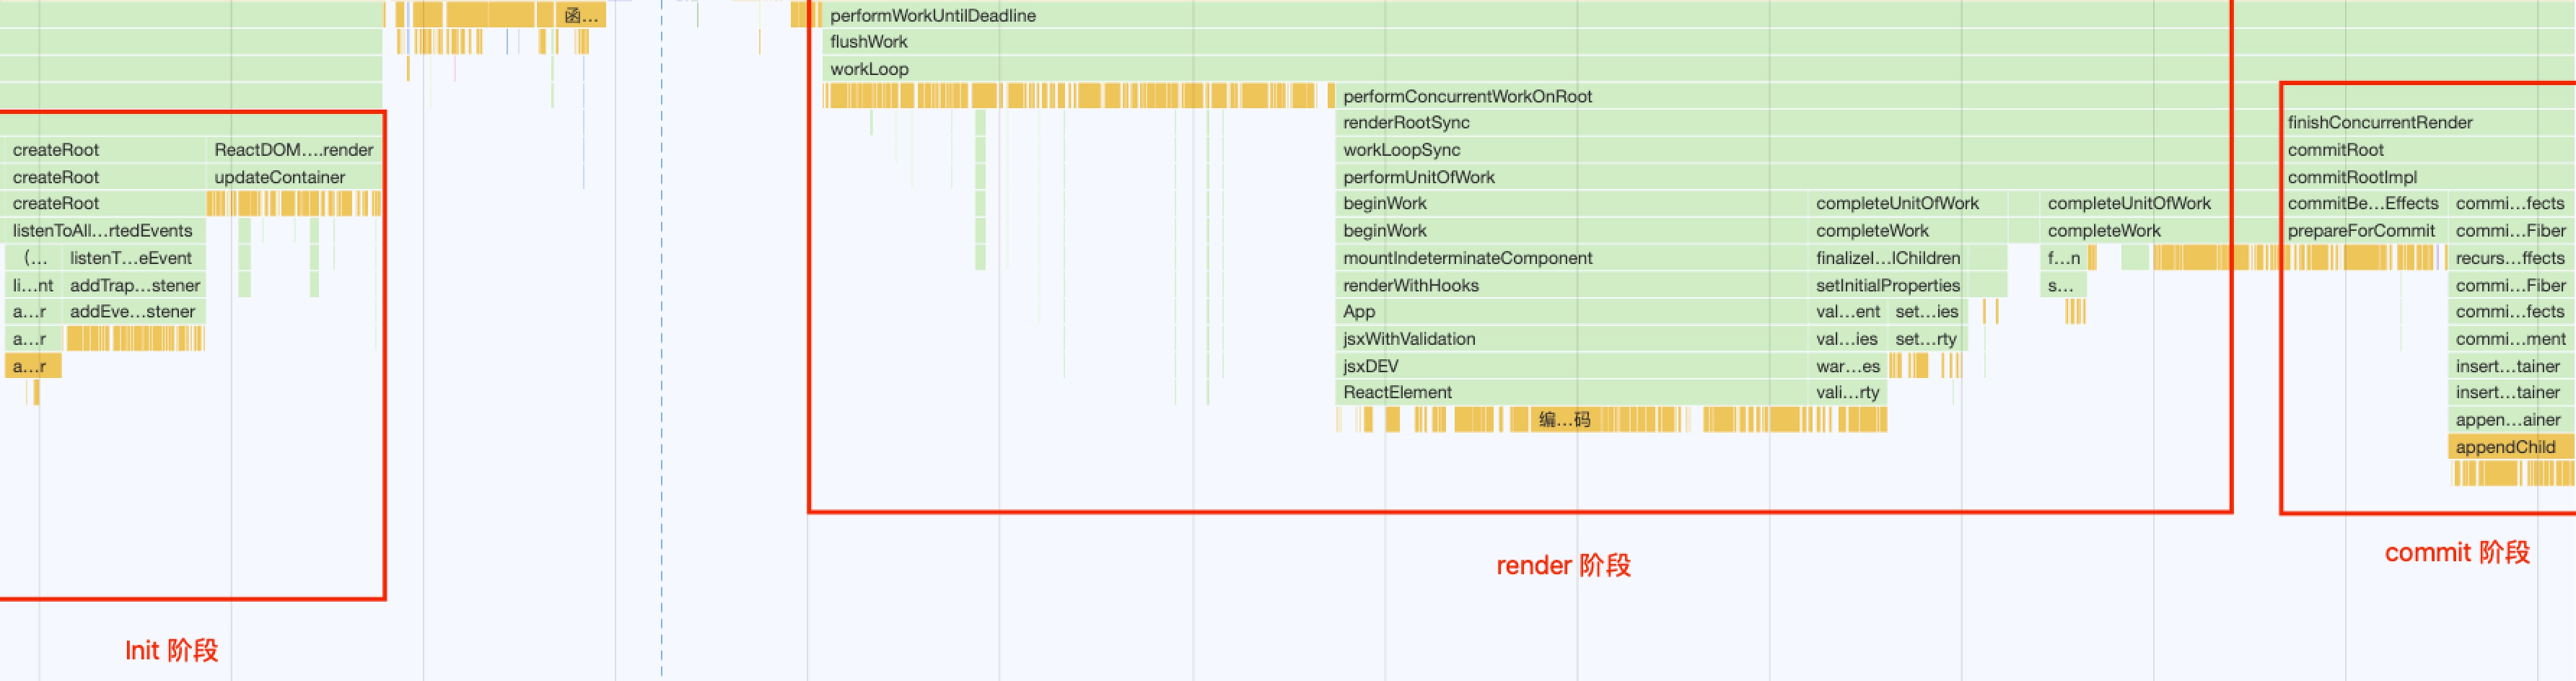 函...
performWorkUntilDeadline
flushWork
workLoop
performConcurrentWorkOnRoot
renderRootSync finishConcurrentRender
createRoot ReactDOM....render workLoopSync commitRoot
createRoot updateContainer performUnitOfWork commitRootImpl
createRoot beginWork completeUnitOfWork completeUnitOfWork commitBe...Effects commi...fects
listenToAll...rtedEvents beginWork completeWork completeWork prepareForCommit commi...Fiber
(... listenT...eEvent mountIndeterminateComponent finalizeI...lChildren f...n recurs...ffects
li...nt addTrap...stener renderWithHooks setInitialProperties s... commi...Fiber
a...r addEve...stener App val...ent set...ies commi...fects
a...r jsxWithValidation val...ies set...rty commi...ment
a...r jsxDEV war...es insert...tainer
ReactElement vali...rty insert...tainer
编...码 appen...ainer
appendChild
commit 阶段
render 阶段
Init 阶段